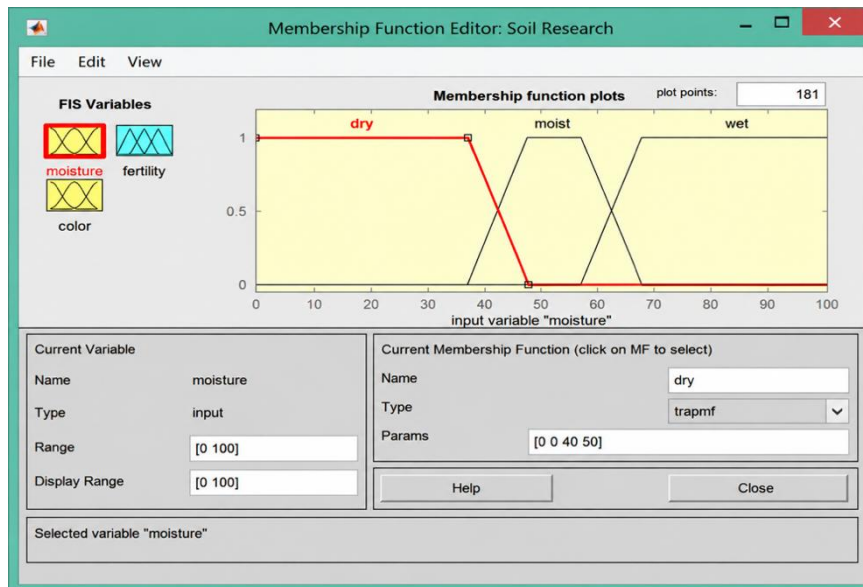 Membership Function Editor: Soil Research
File Edit View
FIS Variables
moisture fertility
color
Membership function plots plot points: 181
dry moist wet
1
0.5
0
0 10 20 30 40 50 60 70 80 90 100
input variable "moisture"
Current Variable
Name moisture
Type input
Range [0 100]
Display Range [0 100]
Current Membership Function (click on MF to select)
Name dry
Type trapmf
Params [0 0 40 50]
Help Close
Selected variable "moisture"